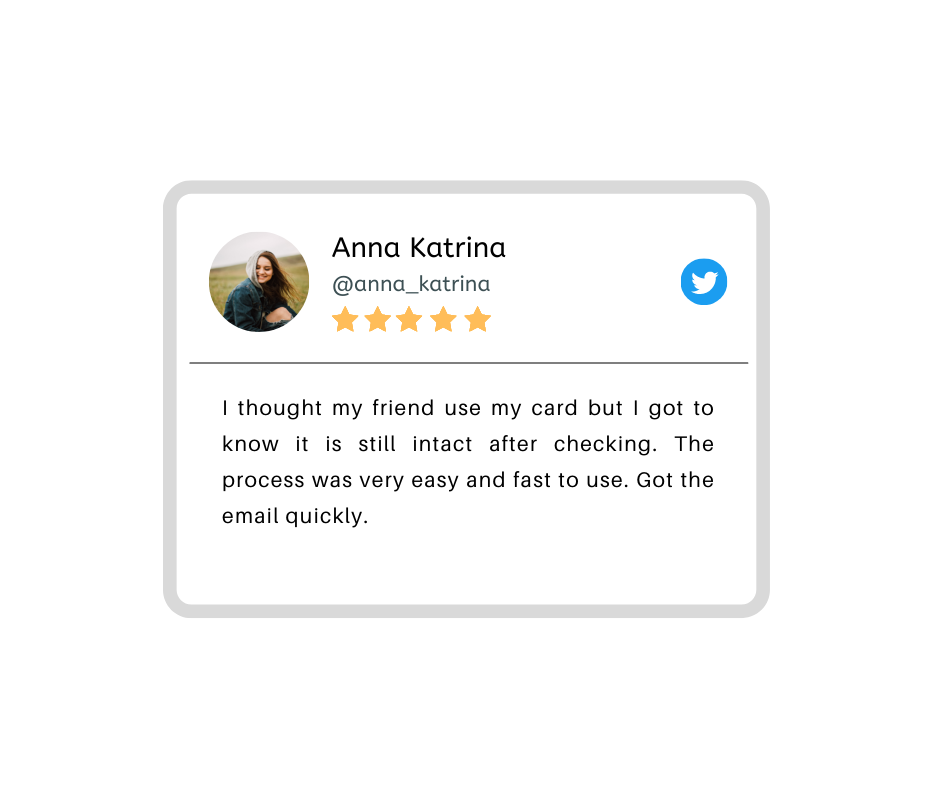 Anna Katrina
@anna_katrina
I thought my friend use my card but I got to
know it is still intact after checking. The
process was very easy and fast to use. Got the
email quickly.